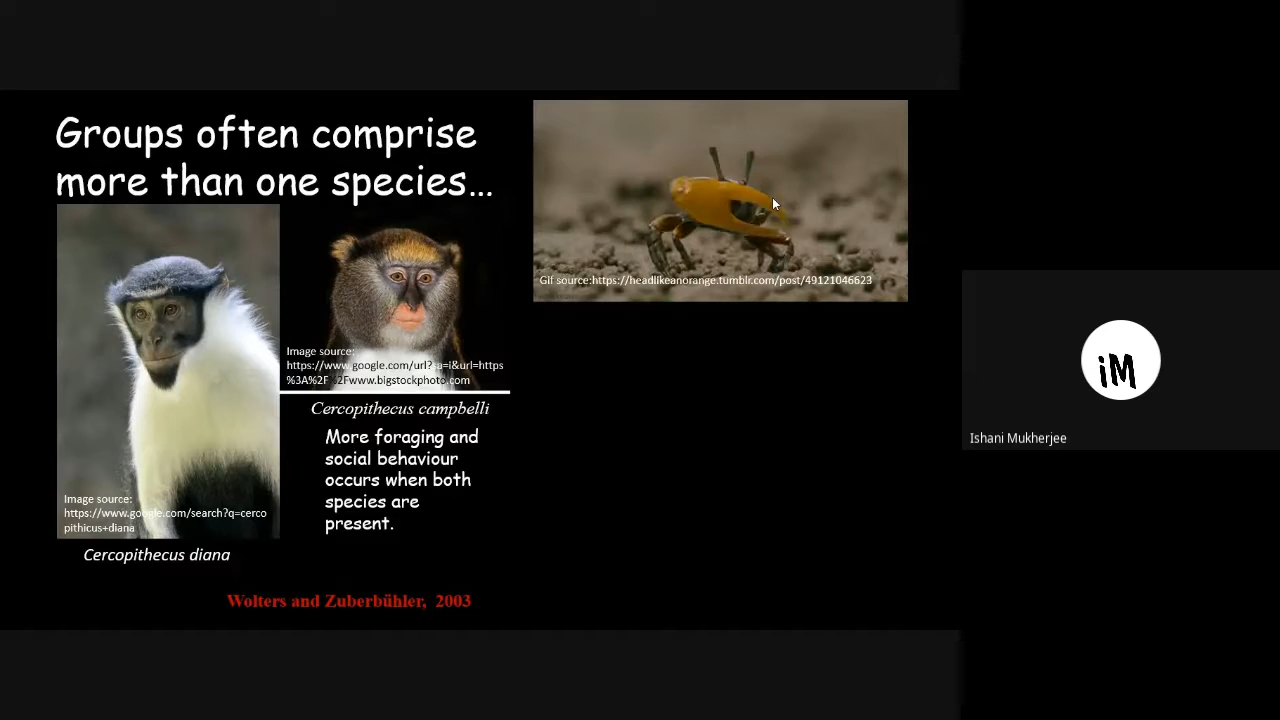 Groups often comprise
more than one species...
Gif source:https://headlikeanorange.tumblr.com/post/49121046623
Image source:
https://www.google.com/url?sa=i&url=https
%3A%2F%2Fwww.bigstockphoto.com
Cercopithecus campbelli
More foraging and
social behaviour
occurs when both
species are
present.
Image source:
https://www.google.com/search?q=cerco
pithicus+diana
Cercopithecus diana
Wolters and Zuberbühler, 2003
iM
Ishani Mukherjee